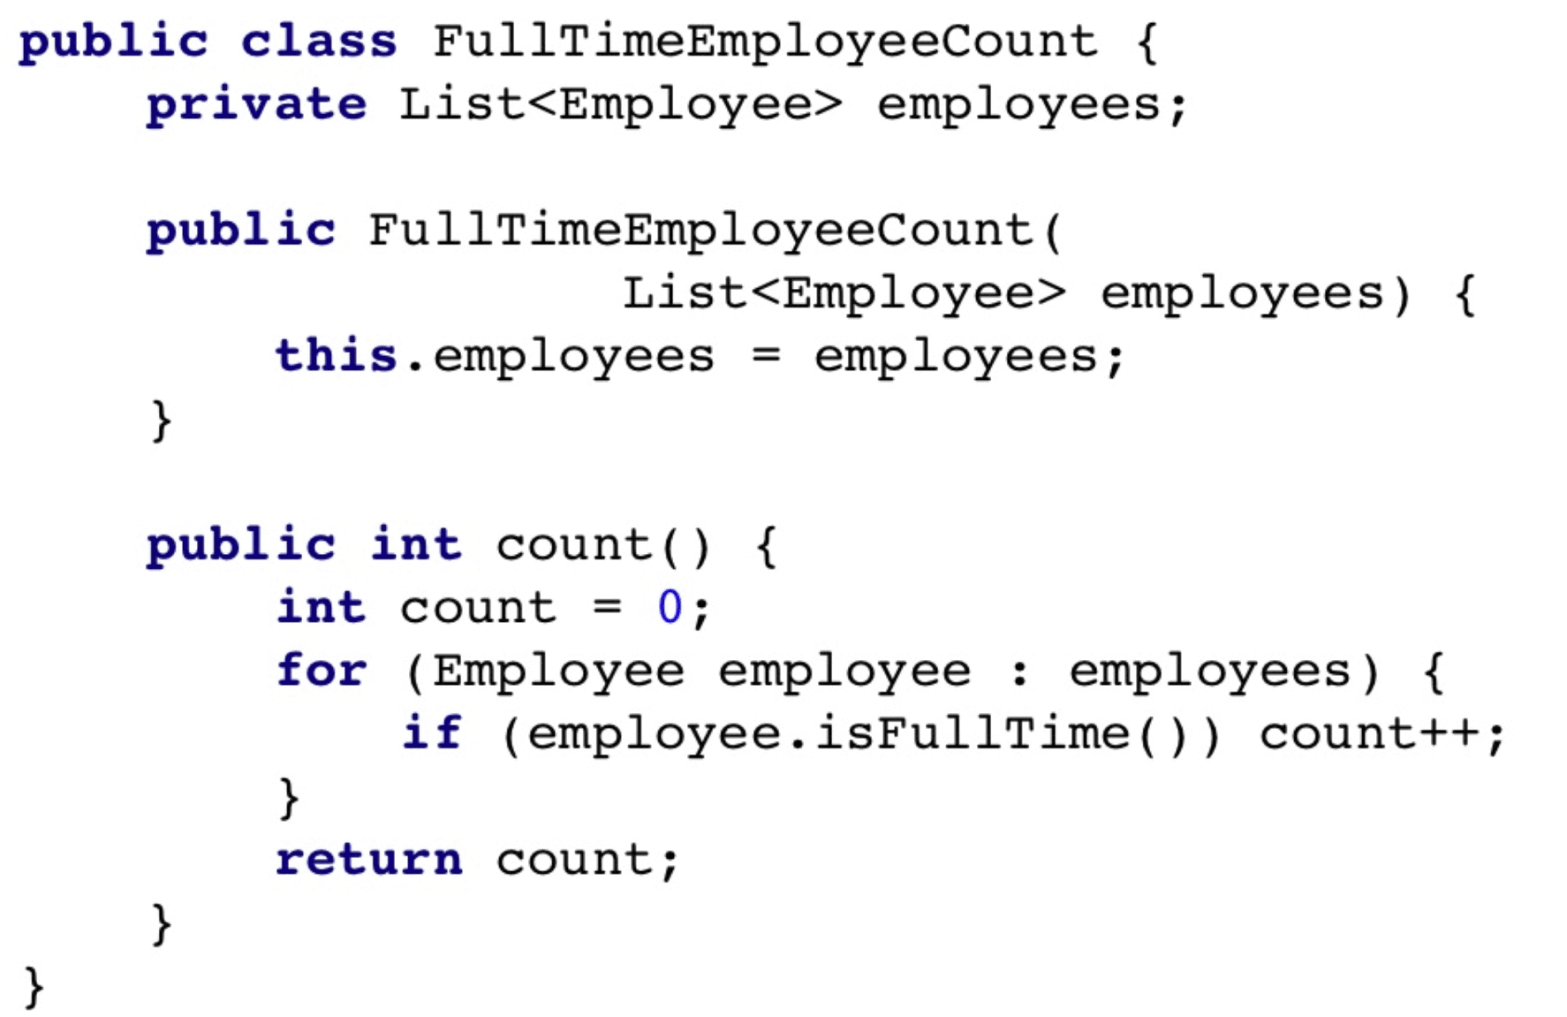 public class FullTimeEmployeeCount {
    private List<Employee> employees;

    public FullTimeEmployeeCount(
                   List<Employee> employees) {
        this.employees = employees;
    }

    public int count() {
        int count = 0;
        for (Employee employee : employees) {
            if (employee.isFullTime()) count++;
        }
        return count;
    }
}